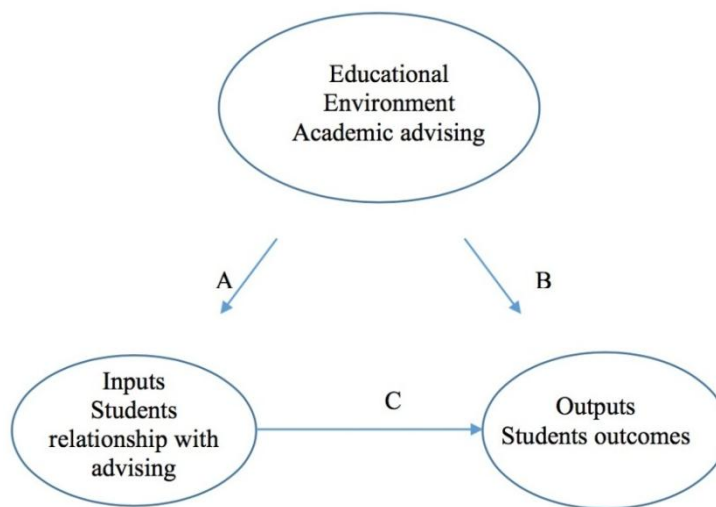 Educational
Environment
Academic advising
A
B
Inputs
Students
relationship with
advising
C
Outputs
Students outcomes